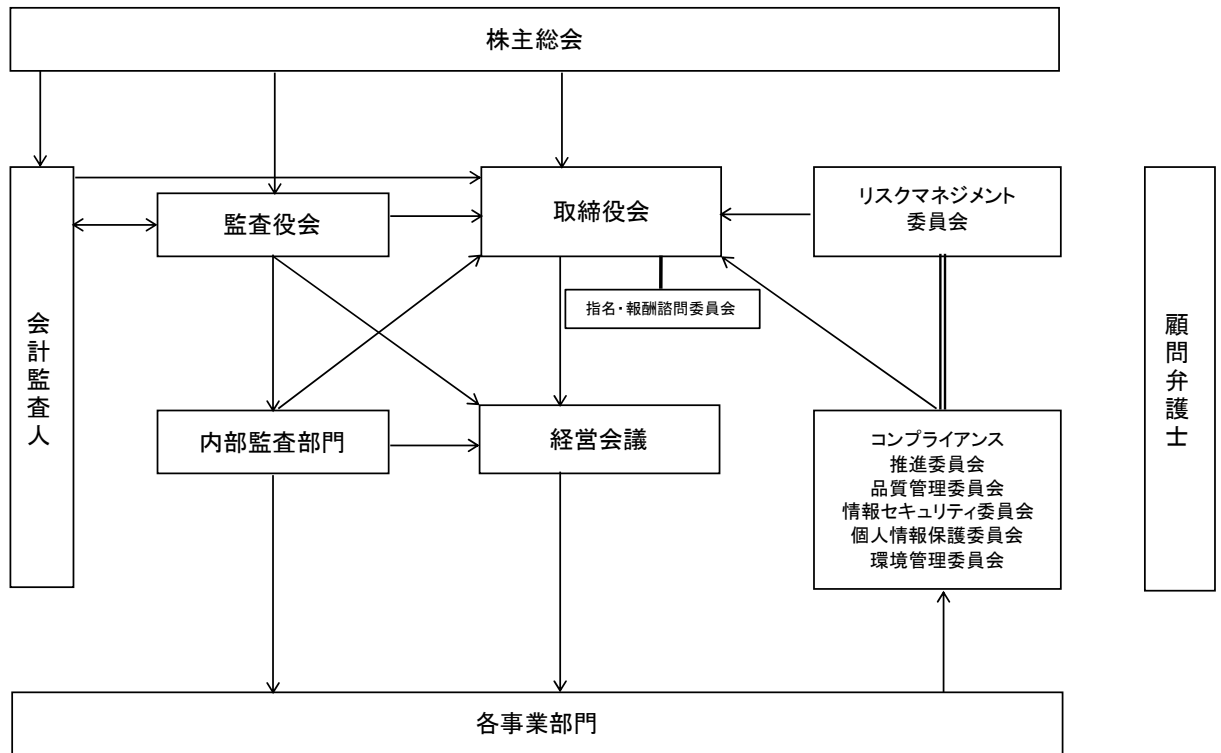 株主総会
監査役会
取締役会
リスクマネジメント
委員会
指名・報酬諮問委員会
会計監査人
顧問弁護士
内部監査部門
経営会議
コンプライアンス
推進委員会
品質管理委員会
情報セキュリティ委員会
個人情報保護委員会
環境管理委員会
各事業部門